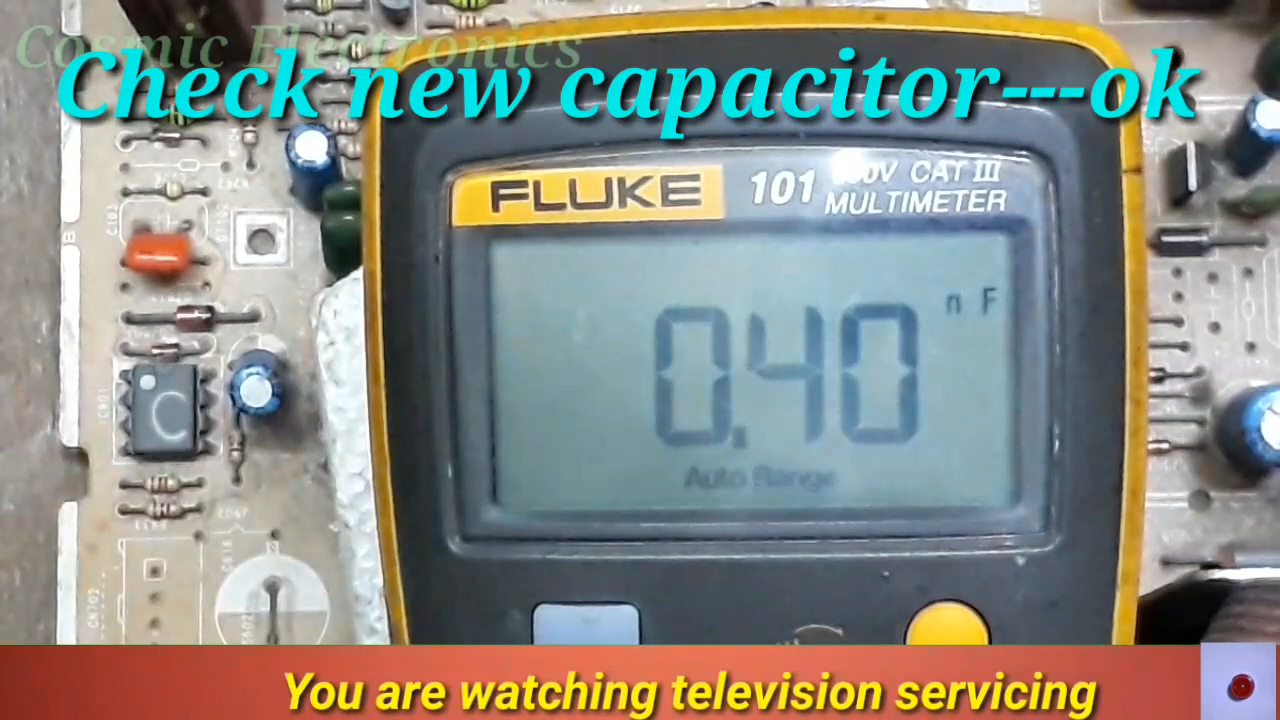 Cosmic Electronics
Check new capacitor---ok
FLUKE
101
CAT III
MULTIMETER
n F
0.40
Auto Range
B
C
You are watching television servicing